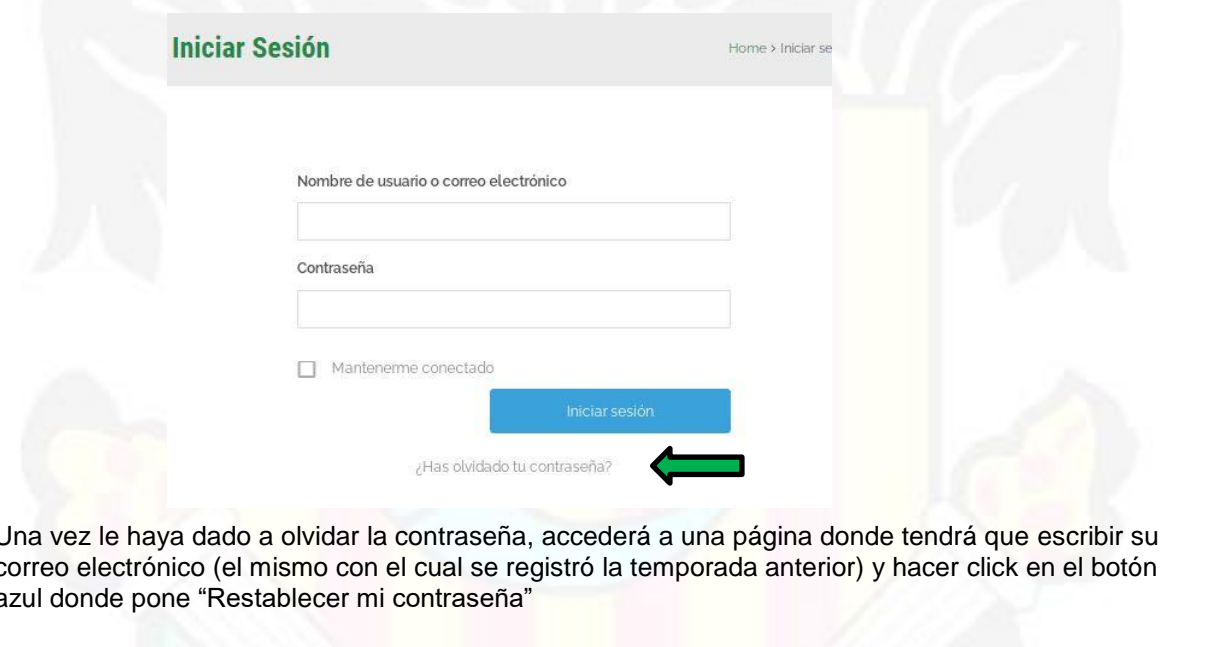 Iniciar Sesión
Home > Iniciar se
Nombre de usuario o correo electrónico
Contraseña
Mantenerme conectado
Iniciar sesión
¿Has olvidado tu contraseña?
Una vez le haya dado a olvidar la contraseña, accederá a una página donde tendrá que escribir su
correo electrónico (el mismo con el cual se registró la temporada anterior) y hacer click en el botón
azul donde pone “Restablecer mi contraseña”